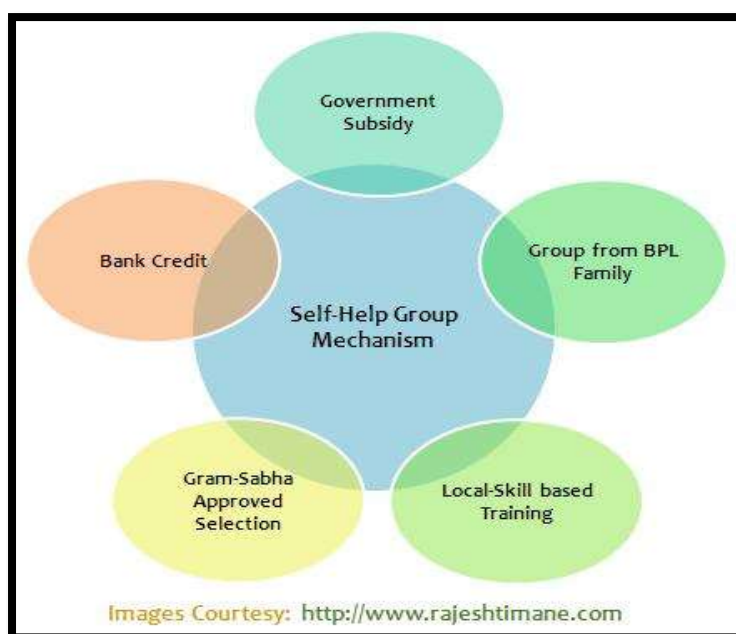 Government
Subsidy
Bank Credit
Group from BPL
Family
Self-Help Group
Mechanism
Gram-Sabha
Approved
Selection
Local-Skill based
Training
Images Courtesy: http://www.rajeshtimane.com